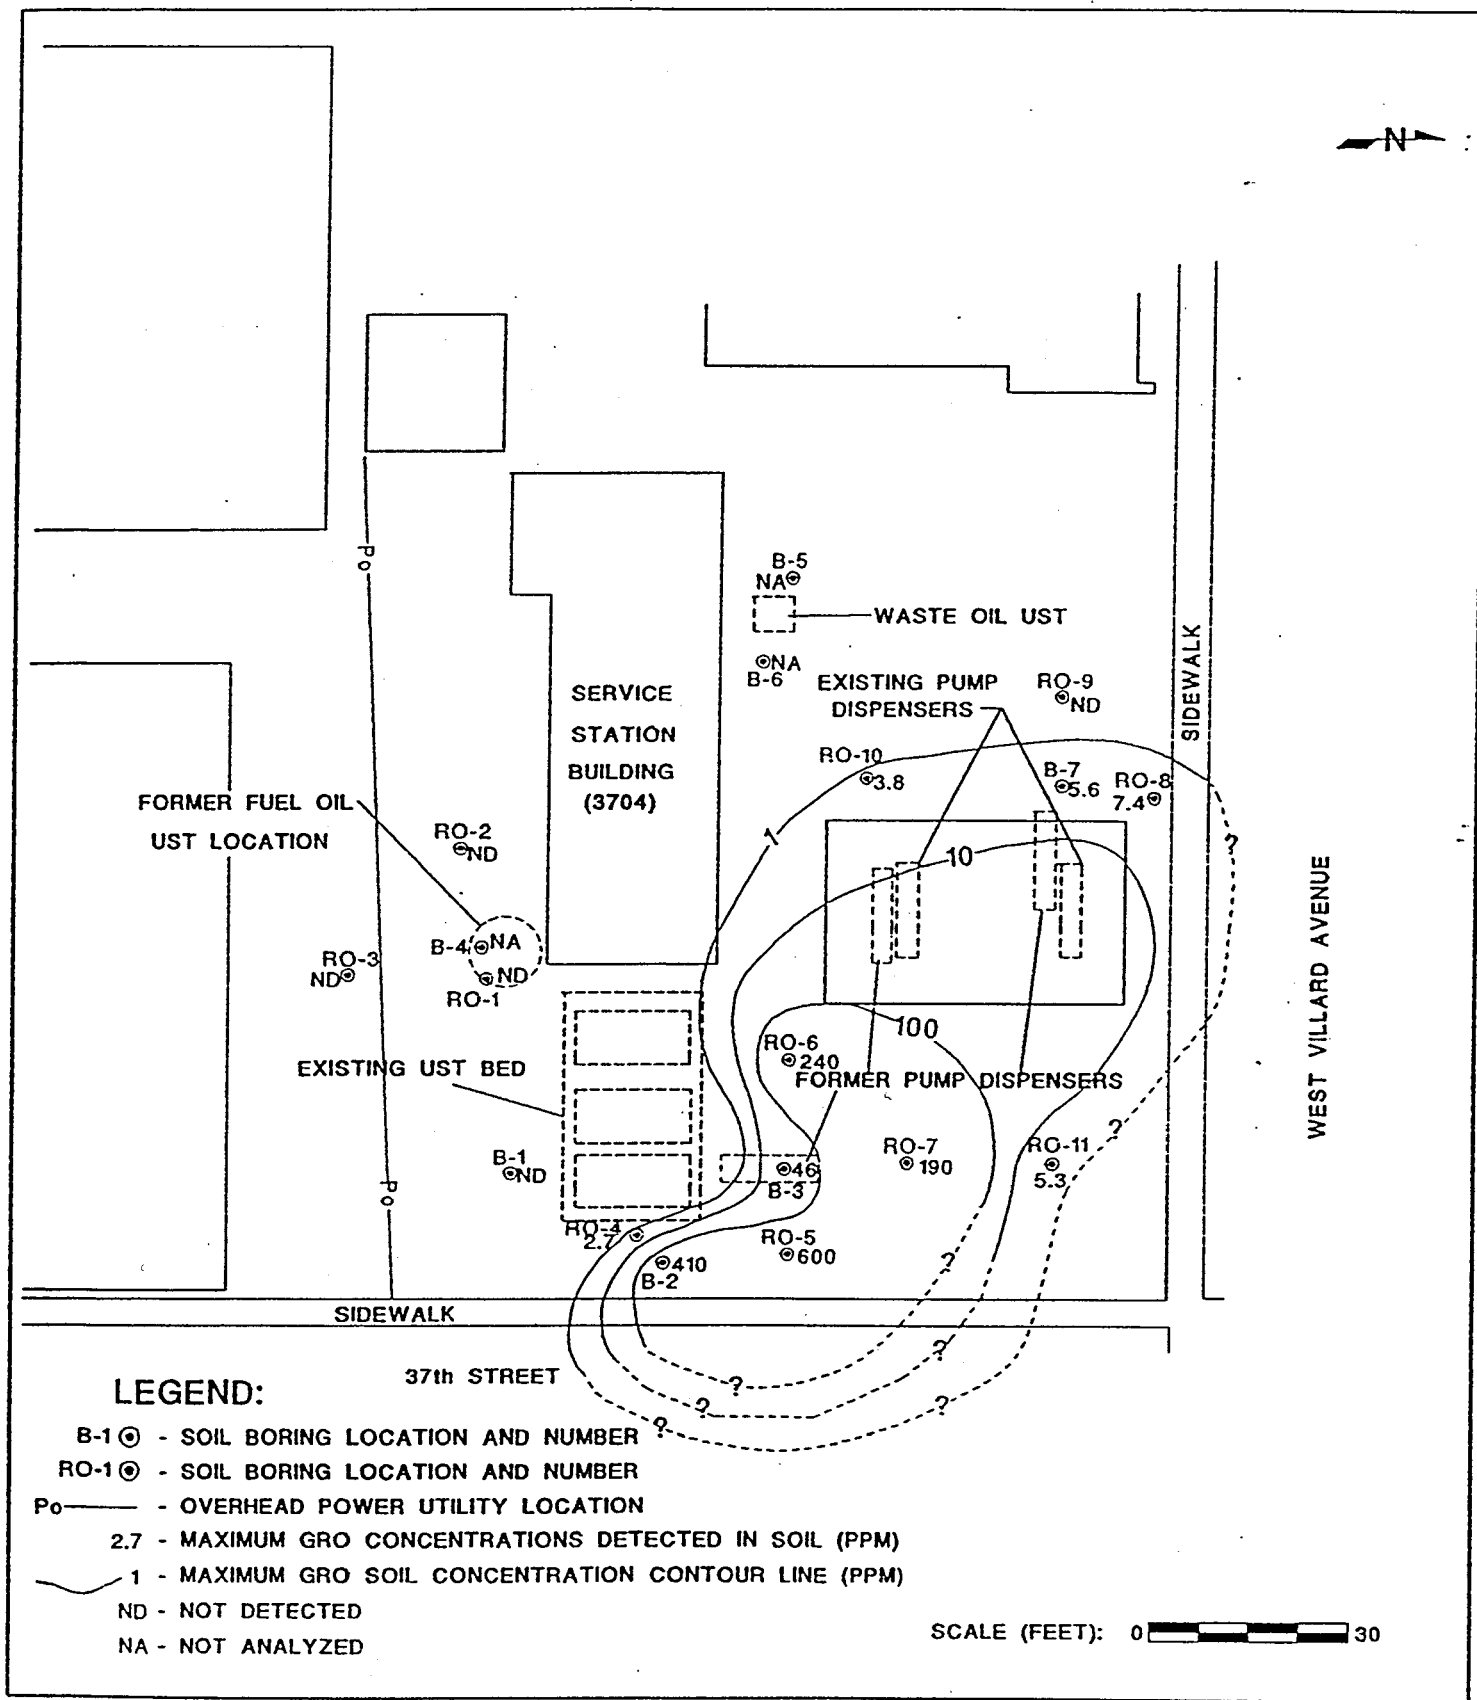 N
Po
B-5
NA
WASTE OIL UST
NA
B-6
EXISTING PUMP
DISPENSERS
RO-9
ND
SIDEWALK
SERVICE
STATION
BUILDING
(3704)
RO-10
3.8
B-7
5.6
RO-8
7.4
FORMER FUEL OIL
UST LOCATION
RO-2
ND
1
10
?
WEST VILLARD AVENUE
B-4
NA
RO-3
ND
ND
RO-1
100
RO-6
240
EXISTING UST BED
FORMER PUMP DISPENSERS
?
B-1
ND
Po
46
B-3
RO-7
190
RO-11
5.3
RO-4
2.7
410
B-2
RO-5
600
?
SIDEWALK
?
37th STREET
?
?
?
?
LEGEND:
B-1 - SOIL BORING LOCATION AND NUMBER
RO-1 - SOIL BORING LOCATION AND NUMBER
Po - OVERHEAD POWER UTILITY LOCATION
2.7 - MAXIMUM GRO CONCENTRATIONS DETECTED IN SOIL (PPM)
1 - MAXIMUM GRO SOIL CONCENTRATION CONTOUR LINE (PPM)
ND - NOT DETECTED
NA - NOT ANALYZED
SCALE (FEET): 0 30